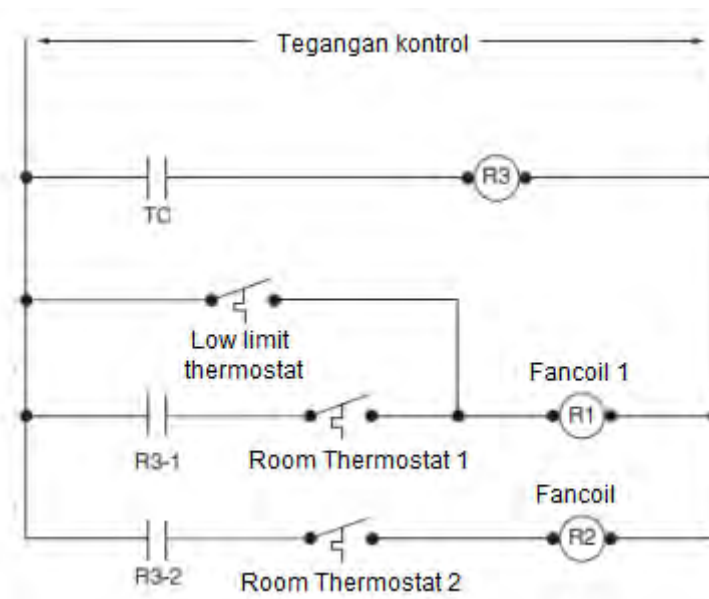 Tegangan kontrol
R3
TC
Low limit
thermostat
Fancoil 1
R1
R3-1
Room Thermostat 1
Fancoil
R2
R3-2
Room Thermostat 2